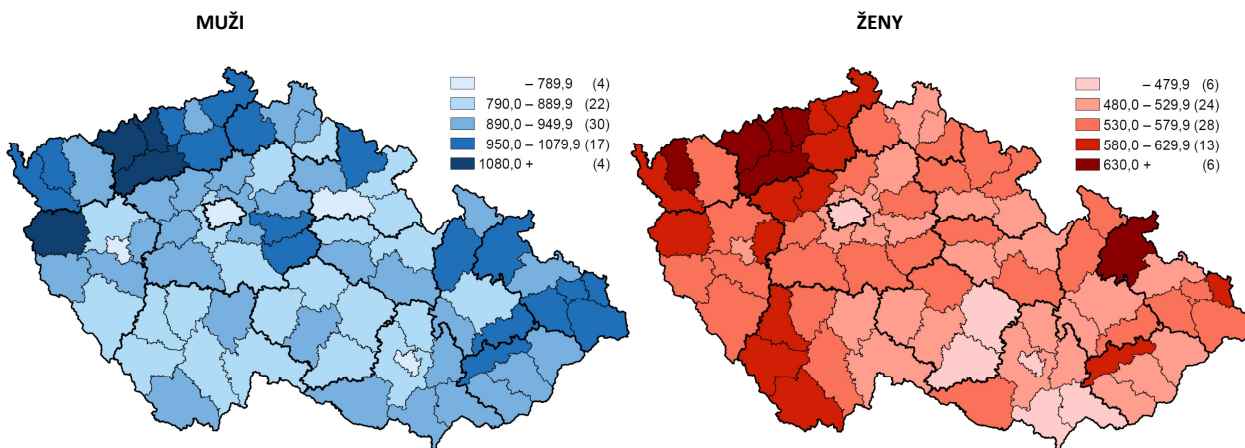 MUŽI
– 789,9 (4)
790,0 – 889,9 (22)
890,0 – 949,9 (30)
950,0 – 1079,9 (17)
1080,0 + (4)
ŽENY
– 479,9 (6)
480,0 – 529,9 (24)
530,0 – 579,9 (28)
580,0 – 629,9 (13)
630,0 + (6)